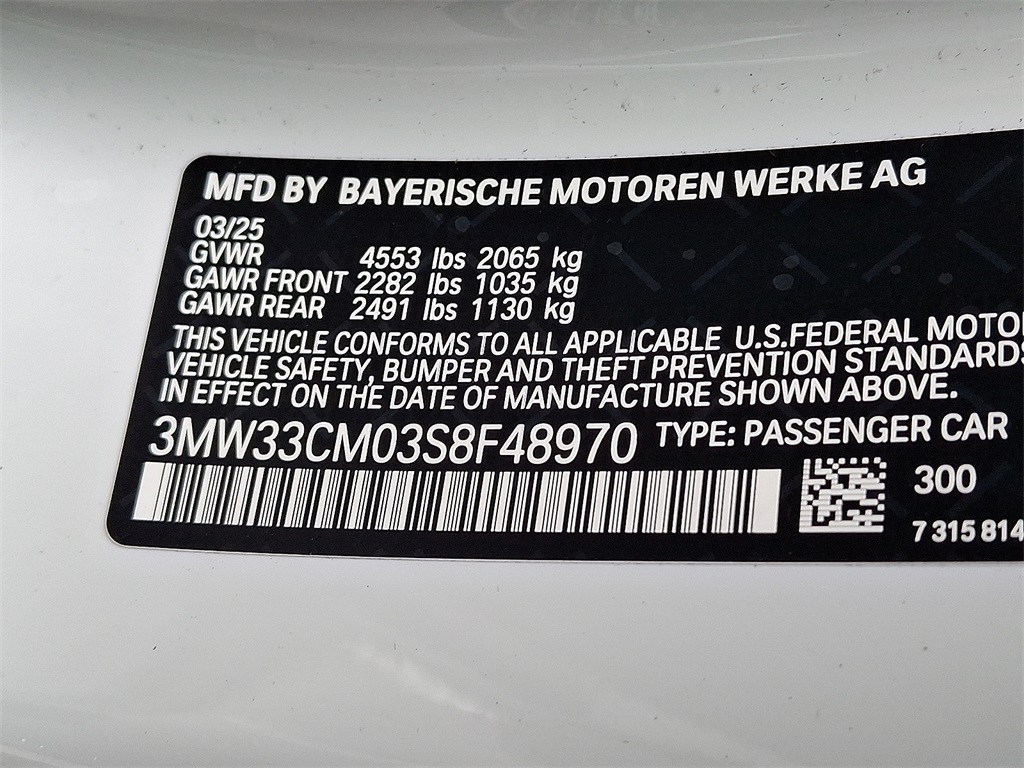 MFD BY BAYERISCHE MOTOREN WERKE AG
03/25
GVWR 4553 lbs 2065 kg
GAWR FRONT 2282 lbs 1035 kg
GAWR REAR 2491 lbs 1130 kg
THIS VEHICLE CONFORMS TO ALL APPLICABLE U.S.FEDERAL MOTO
VEHICLE SAFETY, BUMPER AND THEFT PREVENTION STANDARDS
IN EFFECT ON THE DATE OF MANUFACTURE SHOWN ABOVE.
3MW33CM03S8F48970 TYPE: PASSENGER CAR
300
7 315 814